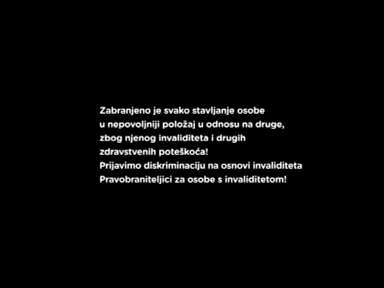 Zabranjeno je svako stavljanje osobe
u nepovoljniji položaj u odnosu na druge,
zbog njenog invaliditeta i drugih
zdravstvenih poteškoća!
Prijavimo diskriminaciju na osnovi invaliditeta
Pravobraniteljici za osobe s invaliditetom!